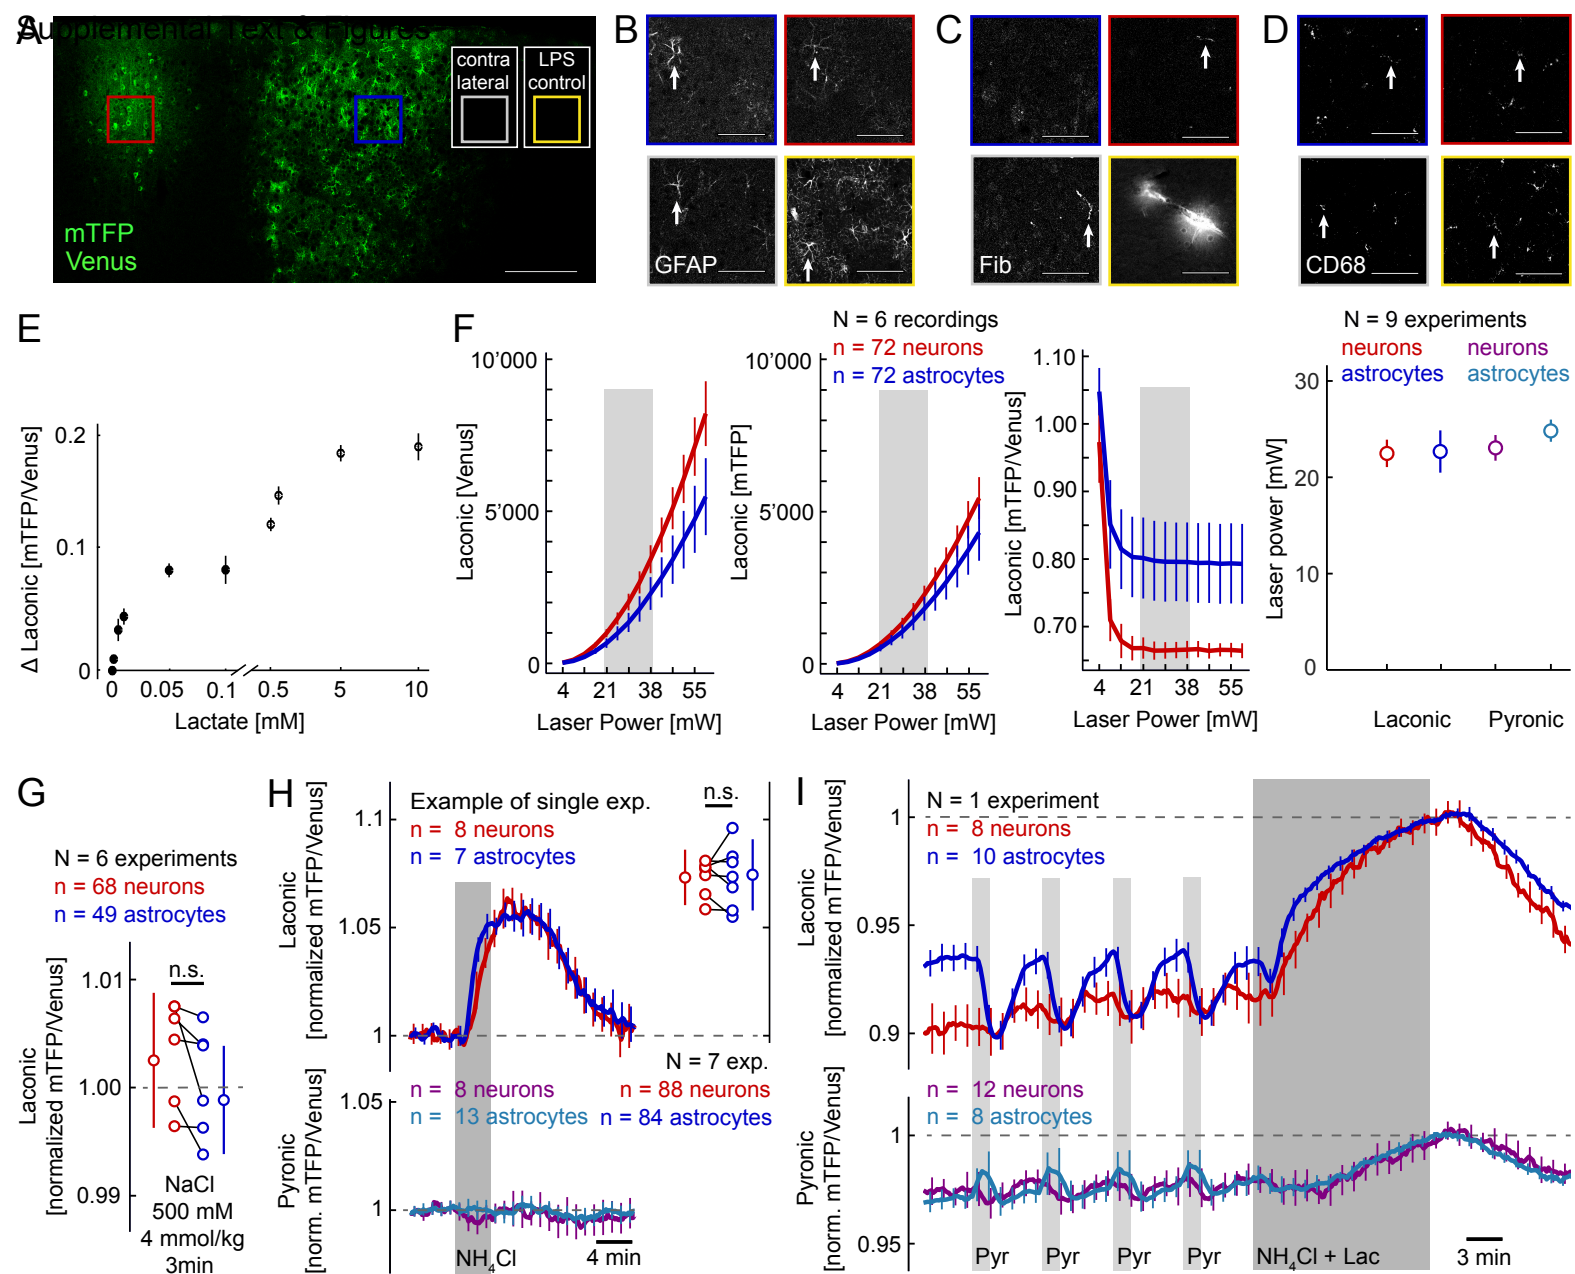 Supplemental Text & Figures
A
contra
lateral
LPS
control
mTFP
Venus
B
GFAP
C
Fib
D
CD68
E
Δ Laconic [mTFP/Venus]
0.2
0.1
0
0
0.05
0.1
0.5
5
10
Lactate [mM]
F
Laconic [Venus]
10’000
5’000
0
4
21
38
55
Laser Power [mW]
N = 6 recordings
n = 72 neurons
n = 72 astrocytes
Laconic [mTFP]
10’000
5’000
0
4
21
38
55
Laser Power [mW]
Laconic [mTFP/Venus]
1.10
1.00
0.90
0.80
0.70
4
21
38
55
Laser Power [mW]
N = 9 experiments
neurons
astrocytes
neurons
astrocytes
Laser power [mW]
30
20
10
0
Laconic
Pyronic
G
N = 6 experiments
n = 68 neurons
n = 49 astrocytes
Laconic
[normalized mTFP/Venus]
1.01
1.00
0.99
n.s.
NaCl
500 mM
4 mmol/kg
3min
H
Laconic
[normalized mTFP/Venus]
1.1
1.05
1
Example of single exp.
n = 8 neurons
n = 7 astrocytes
n.s.
N = 7 exp.
n = 88 neurons
n = 84 astrocytes
Pyronic
[norm. mTFP/Venus]
1.05
1
n = 8 neurons
n = 13 astrocytes
NH4Cl
4 min
I
Laconic
[normalized mTFP/Venus]
1
0.95
0.9
N = 1 experiment
n = 8 neurons
n = 10 astrocytes
Pyronic
[norm. mTFP/Venus]
1
0.95
n = 12 neurons
n = 8 astrocytes
Pyr
Pyr
Pyr
Pyr
NH4Cl + Lac
3 min